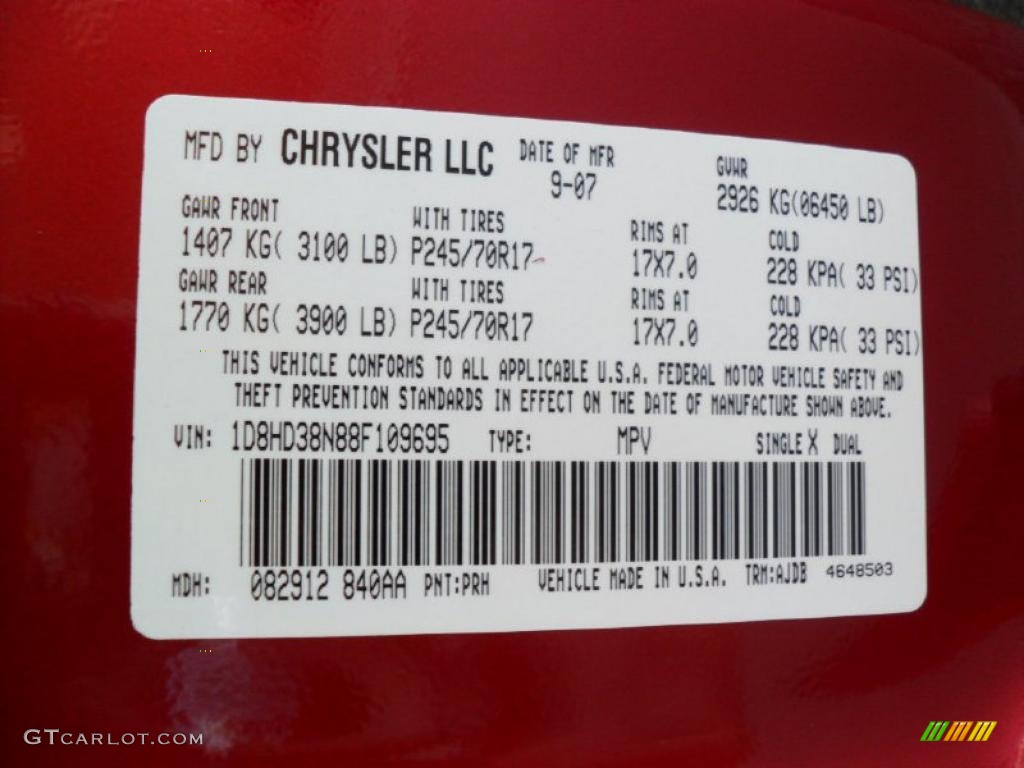 MFD BY CHRYSLER LLC DATE OF MFR GVWR
9-07 2926 KG(06450 LB)
GAWR FRONT WITH TIRES RIMS AT COLD
1407 KG( 3100 LB) P245/70R17 17X7.0 228 KPA( 33 PSI)
GAWR REAR WITH TIRES RIMS AT COLD
1770 KG( 3900 LB) P245/70R17 17X7.0 228 KPA( 33 PSI)
THIS VEHICLE CONFORMS TO ALL APPLICABLE U.S.A. FEDERAL MOTOR VEHICLE SAFETY AND
THEFT PREVENTION STANDARDS IN EFFECT ON THE DATE OF MANUFACTURE SHOWN ABOVE.
VIN: 1D8HD38N88F109695 TYPE: MPV SINGLE X DUAL
MDH: 082912 840AA PNT:PRH VEHICLE MADE IN U.S.A. TRM:AJDB 4648503
GTCARLOT.COM